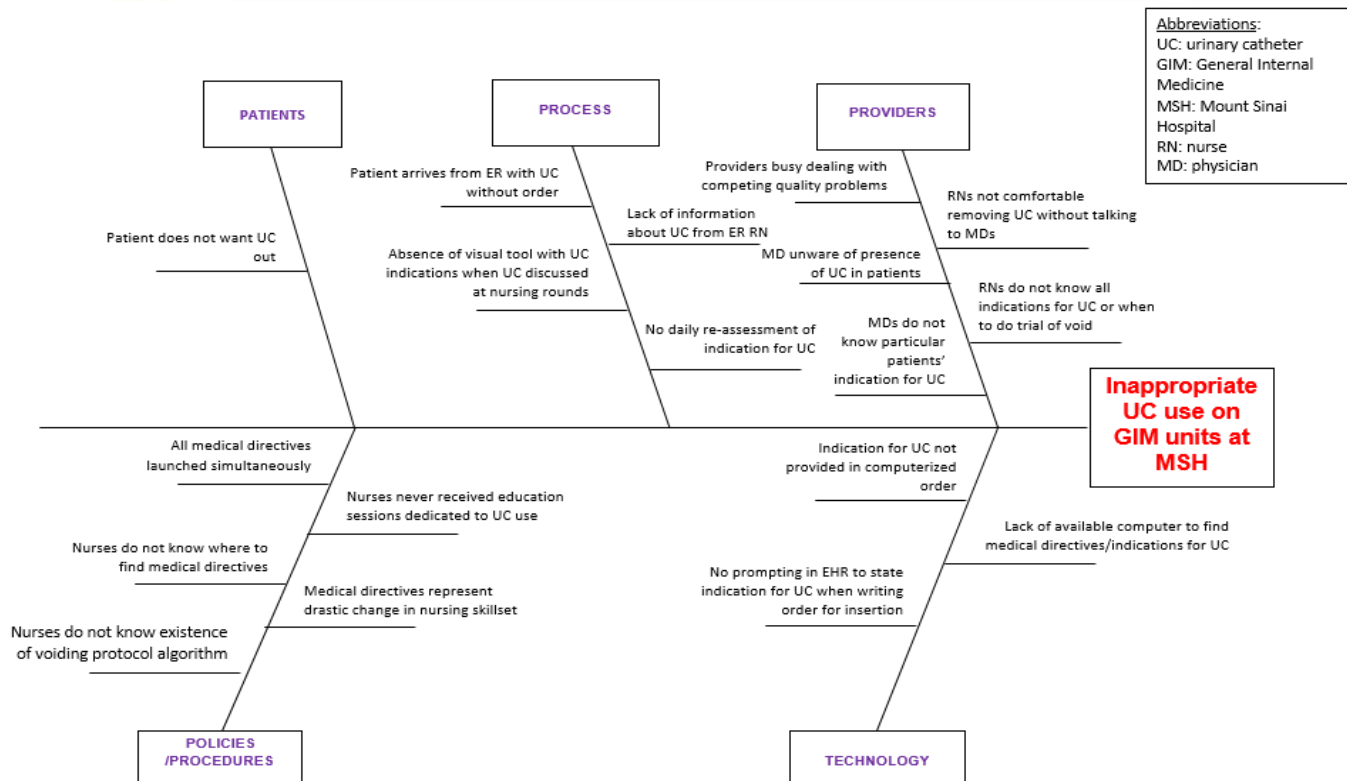 Abbreviations:
UC: urinary catheter
GIM: General Internal
Medicine
MSH: Mount Sinai
Hospital
RN: nurse
MD: physician
PATIENTS
PROCESS
PROVIDERS
Patient does not want UC
out
Patient arrives from ER with UC
without order
Lack of information
about UC from ER RN
Absence of visual tool with UC
indications when UC discussed
at nursing rounds
No daily re-assessment of
indication for UC
Providers busy dealing with
competing quality problems
RNs not comfortable
removing UC without talking
to MDs
MD unware of presence
of UC in patients
RNs do not know all
indications for UC or when
to do trial of void
MDs do not
know particular
patients’
indication for UC
Inappropriate
UC use on
GIM units at
MSH
All medical directives
launched simultaneously
Nurses never received education
sessions dedicated to UC use
Nurses do not know where to
find medical directives
Medical directives represent
drastic change in nursing skillset
Nurses do not know existence
of voiding protocol algorithm
Indication for UC not
provided in computerized
order
Lack of available computer to find
medical directives/indications for UC
No prompting in EHR to state
indication for UC when writing
order for insertion
POLICIES
/PROCEDURES
TECHNOLOGY